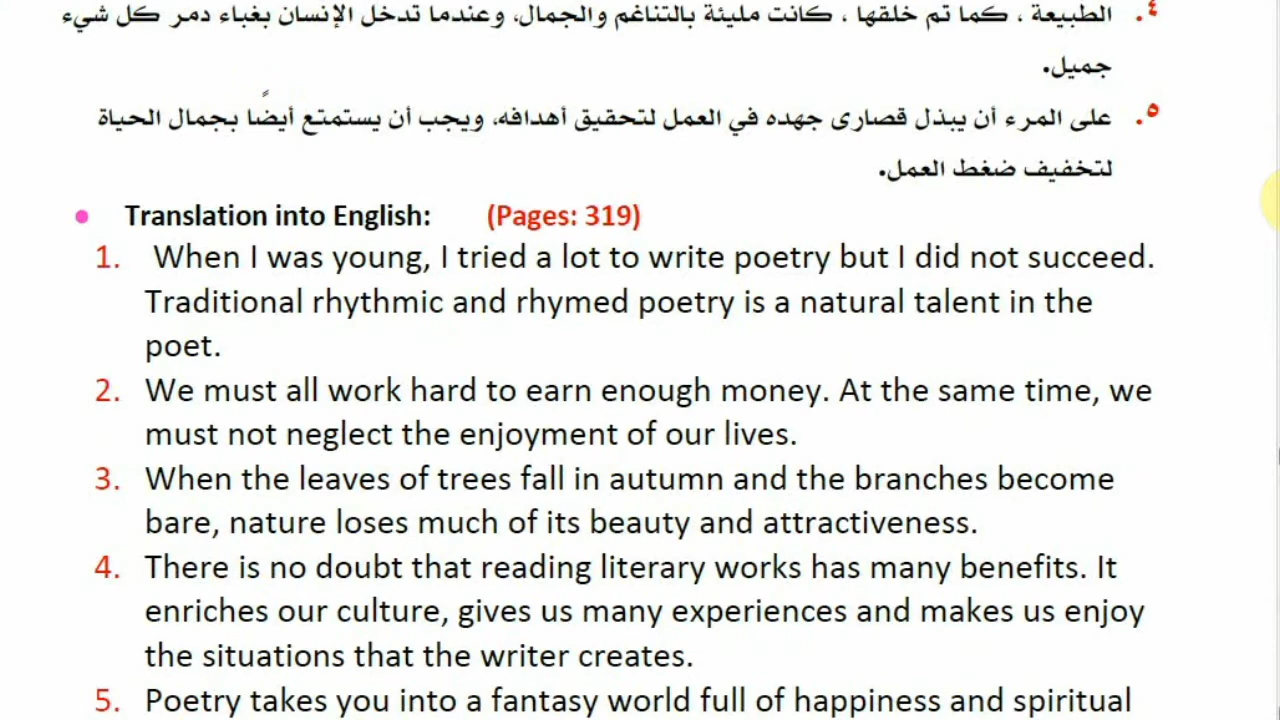 ٤. الطبيعة ، كما تم خلقها ، كانت مليئة بالتناغم والجمال، وعندما تدخل الإنسان بغباء دمر كل شيء
جميل.
٥. على المرء أن يبذل قصارى جهده في العمل لتحقيق أهدافه، ويجب أن يستمتع أيضًا بجمال الحياة
لتخفيف ضغط العمل.
• Translation into English: (Pages: 319)
1. When I was young, I tried a lot to write poetry but I did not succeed.
Traditional rhythmic and rhymed poetry is a natural talent in the
poet.
2. We must all work hard to earn enough money. At the same time, we
must not neglect the enjoyment of our lives.
3. When the leaves of trees fall in autumn and the branches become
bare, nature loses much of its beauty and attractiveness.
4. There is no doubt that reading literary works has many benefits. It
enriches our culture, gives us many experiences and makes us enjoy
the situations that the writer creates.
5. Poetry takes you into a fantasy world full of happiness and spiritual